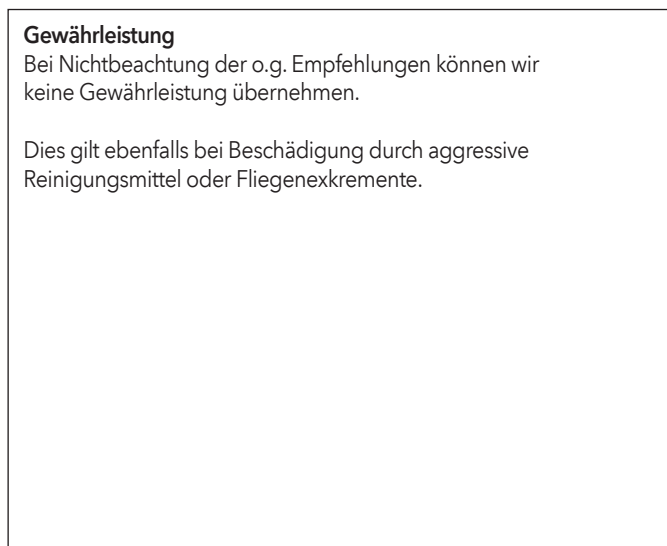 Gewährleistung
Bei Nichtbeachtung der o.g. Empfehlungen können wir
keine Gewährleistung übernehmen.
Dies gilt ebenfalls bei Beschädigung durch aggressive
Reinigungsmittel oder Fliegenexkremente.